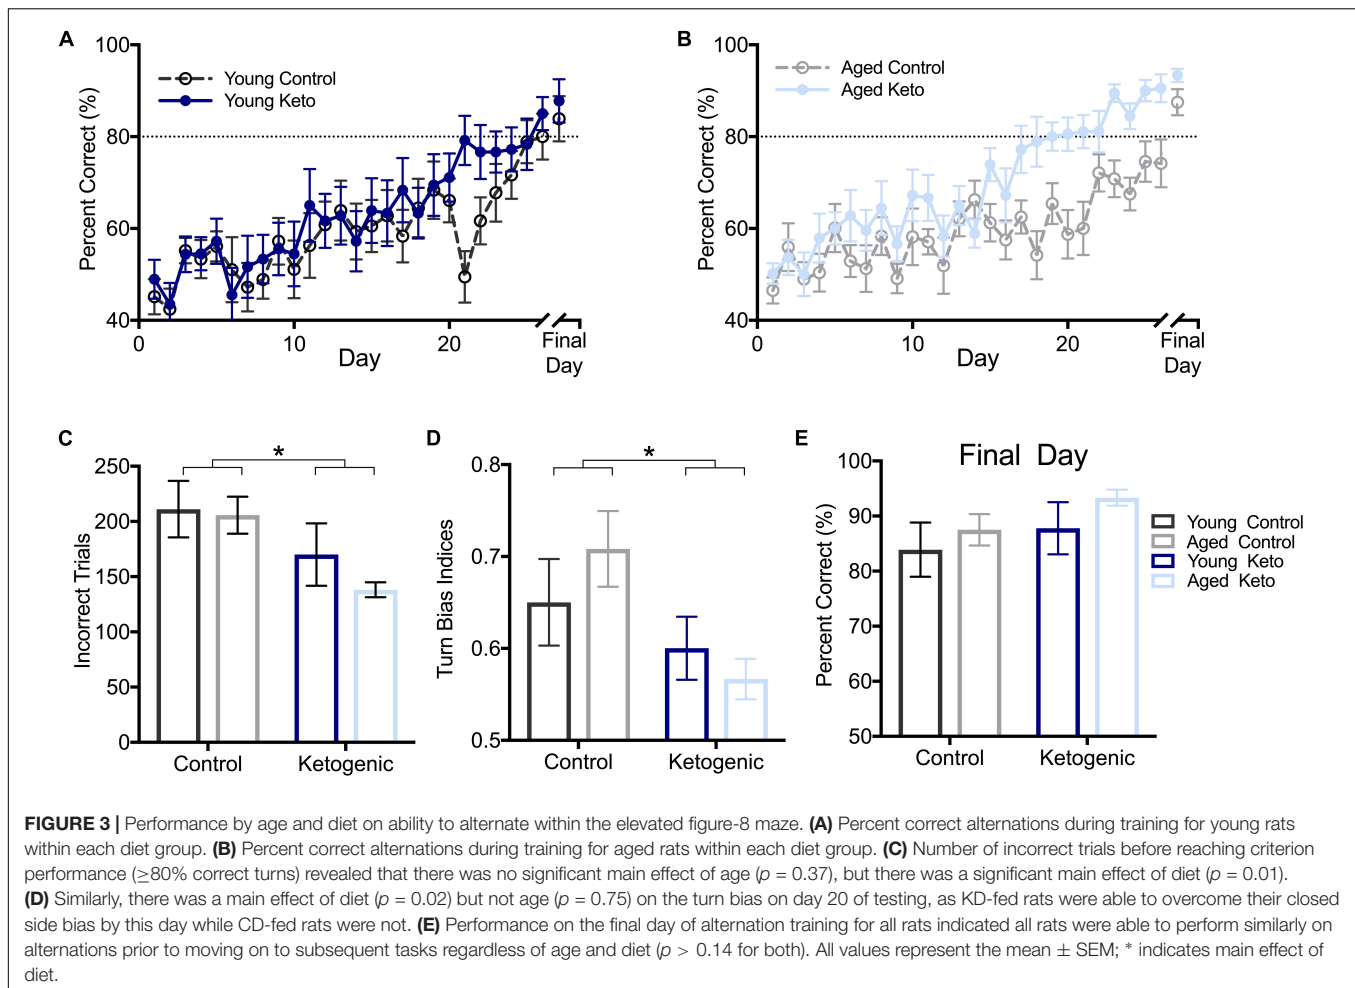 A
100
80
60
40
Percent Correct (%)
Young Control
Young Keto
0
10
20
Day
Final
Day
B
100
80
60
40
Percent Correct (%)
Aged Control
Aged Keto
0
10
20
Day
Final
Day
C
*
250
200
150
100
50
0
Incorrect Trials
Control
Ketogenic
D
*
0.8
0.7
0.6
0.5
Turn Bias Indices
Control
Ketogenic
E
Final Day
100
90
80
70
60
50
Percent Correct (%)
Control
Ketogenic
Young Control
Aged Control
Young Keto
Aged Keto
FIGURE 3 | Performance by age and diet on ability to alternate within the elevated figure-8 maze. (A) Percent correct alternations during training for young rats
within each diet group. (B) Percent correct alternations during training for aged rats within each diet group. (C) Number of incorrect trials before reaching criterion
performance (≥80% correct turns) revealed that there was no significant main effect of age (p = 0.37), but there was a significant main effect of diet (p = 0.01).
(D) Similarly, there was a main effect of diet (p = 0.02) but not age (p = 0.75) on the turn bias on day 20 of testing, as KD-fed rats were able to overcome their closed
side bias by this day while CD-fed rats were not. (E) Performance on the final day of alternation training for all rats indicated all rats were able to perform similarly on
alternations prior to moving on to subsequent tasks regardless of age and diet (p > 0.14 for both). All values represent the mean ± SEM; * indicates main effect of
diet.